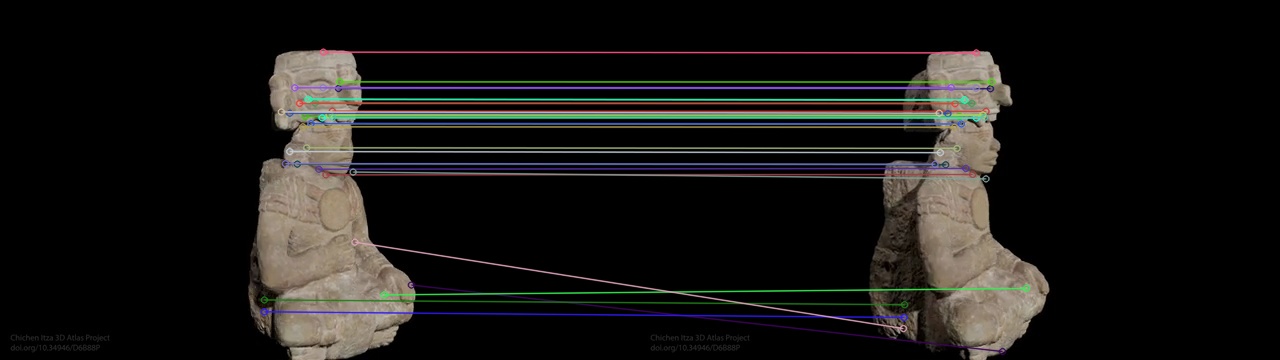 Chichen Itza 3D Atlas Project
doi.org/10.34946/D6B88P
Chichen Itza 3D Atlas Project
doi.org/10.34946/D6B88P